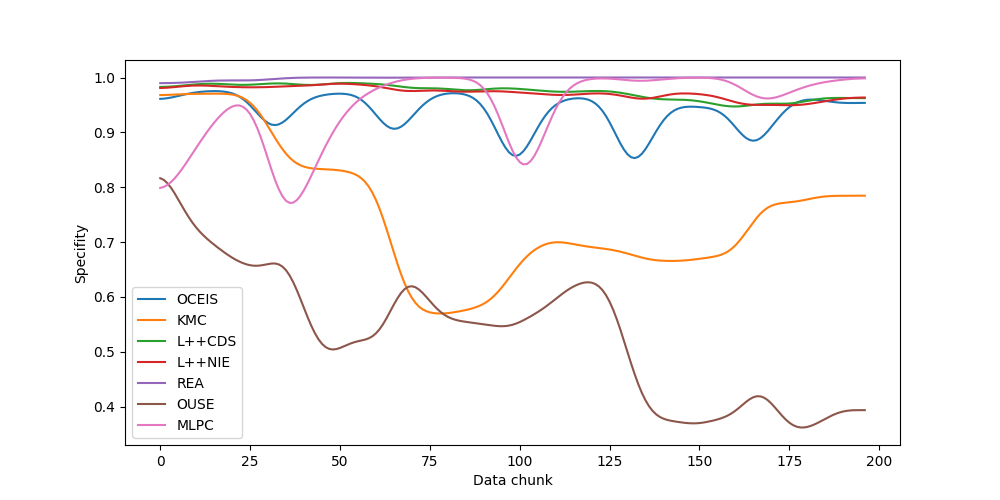 1.0
0.9
0.8
0.7
0.6
0.5
0.4
Specifity
OCEIS
KMC
L++CDS
L++NIE
REA
OUSE
MLPC
0 25 50 75 100 125 150 175 200
Data chunk